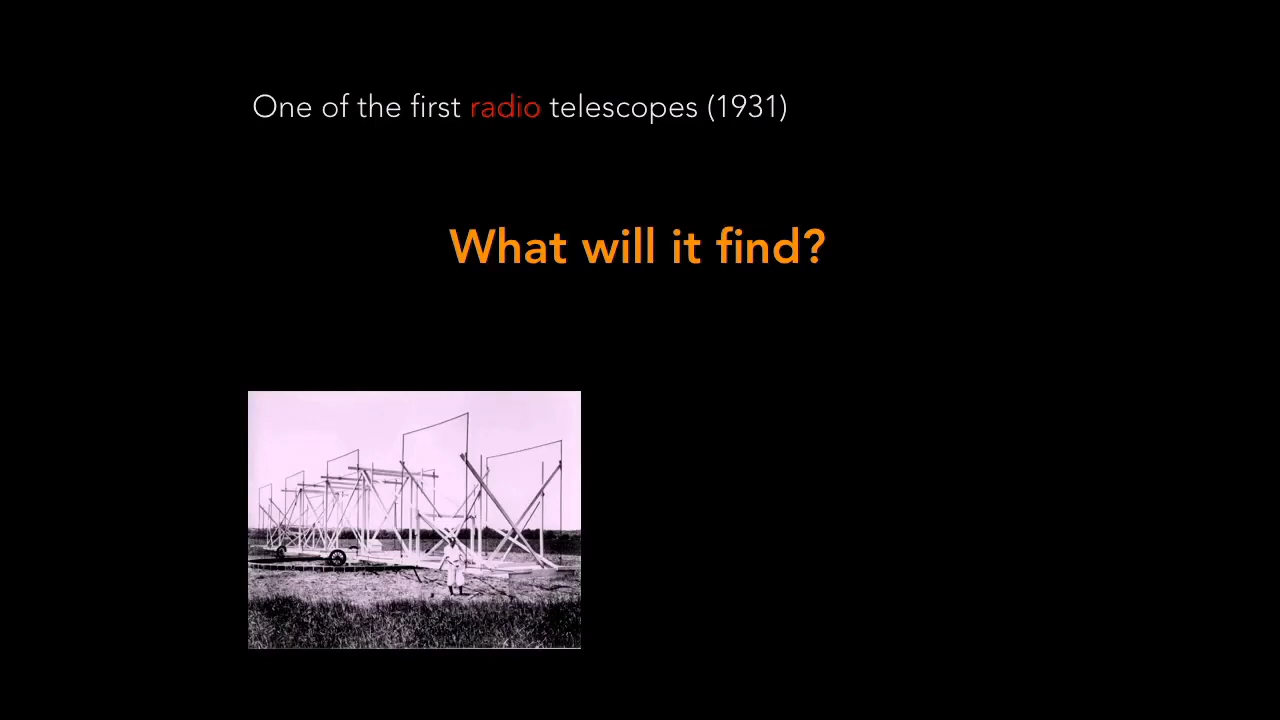 One of the first radio telescopes (1931)
What will it find?